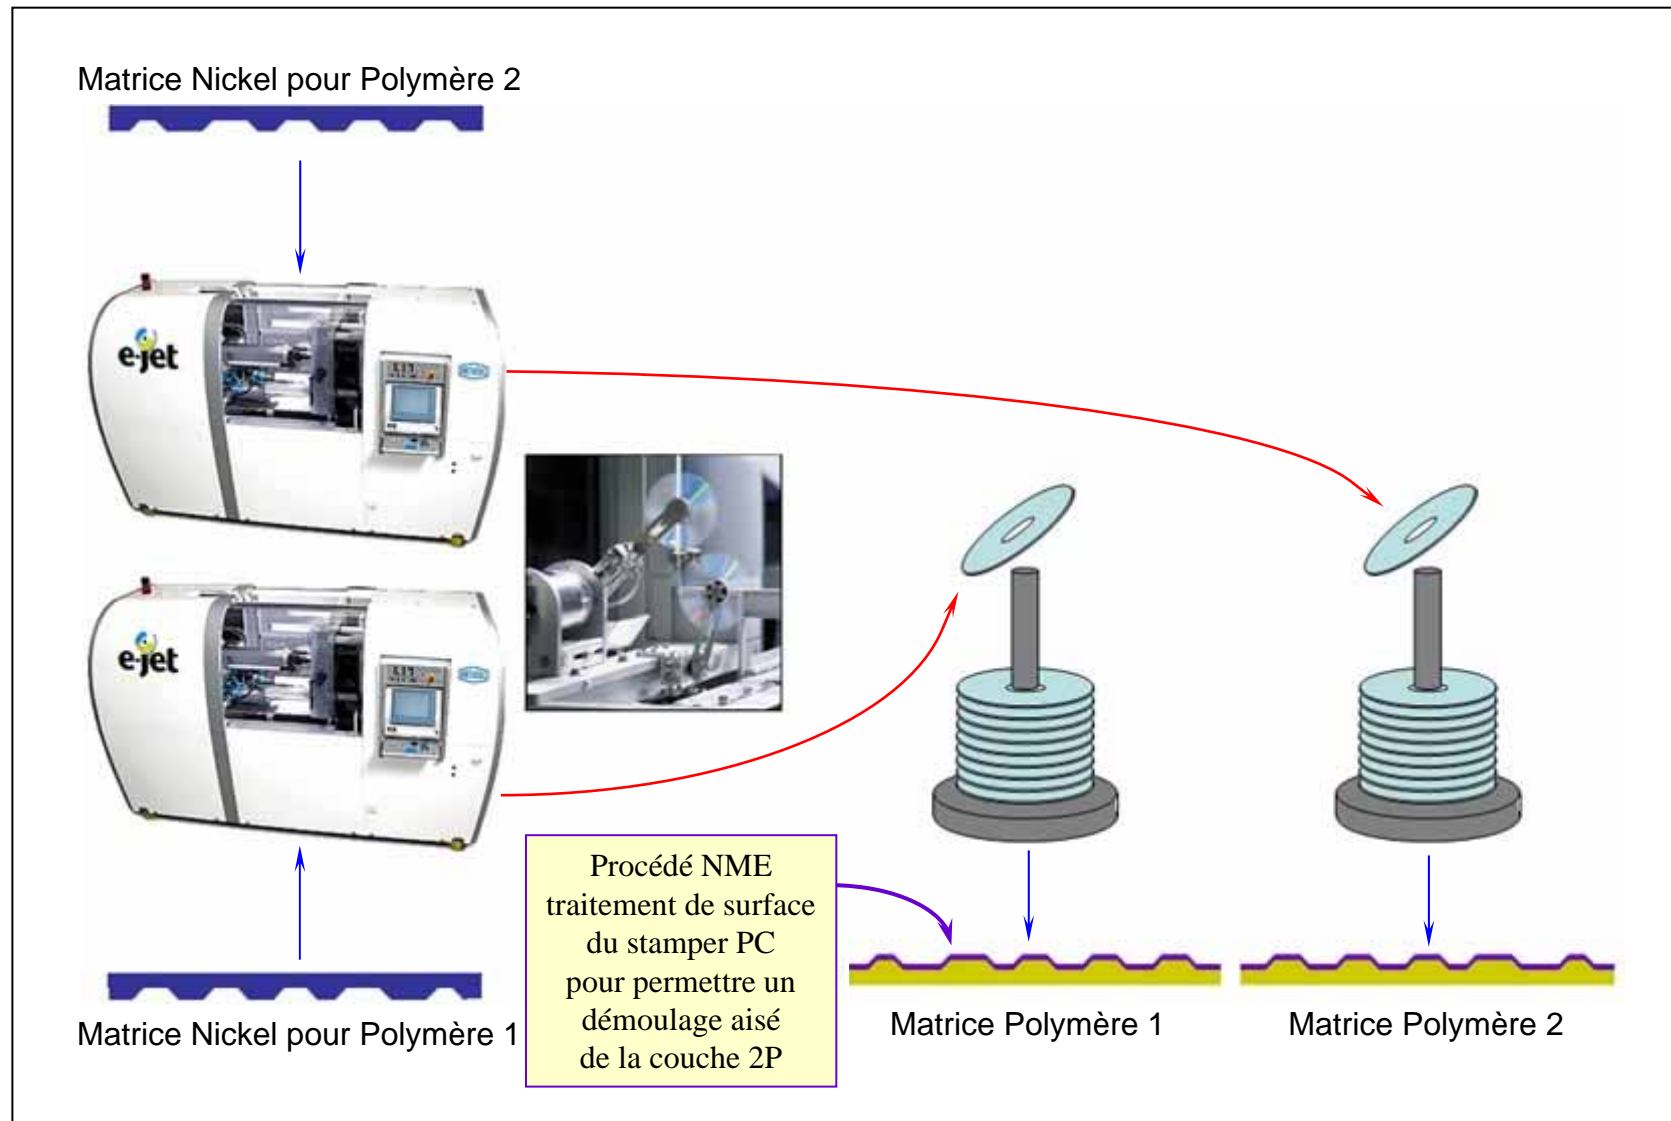 Matrice Nickel pour Polymère 2
e-jet
e-jet
Procédé NME
traitement de surface
du stamper PC
pour permettre un
démoulage aisé
de la couche 2P
Matrice Nickel pour Polymère 1
Matrice Polymère 1
Matrice Polymère 2